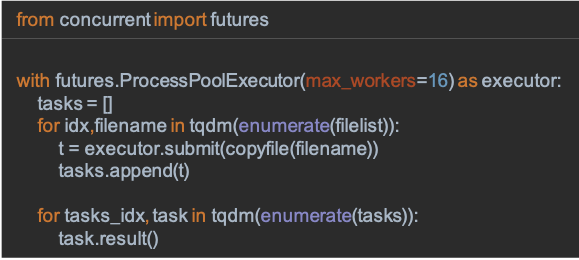 from concurrent import futures
with futures.ProcessPoolExecutor(max_workers=16) as executor:
tasks = []
for idx,filename in tqdm(enumerate(filelist)):
t = executor.submit(copyfile(filename))
tasks.append(t)
for tasks_idx, task in tqdm(enumerate(tasks)):
task.result()